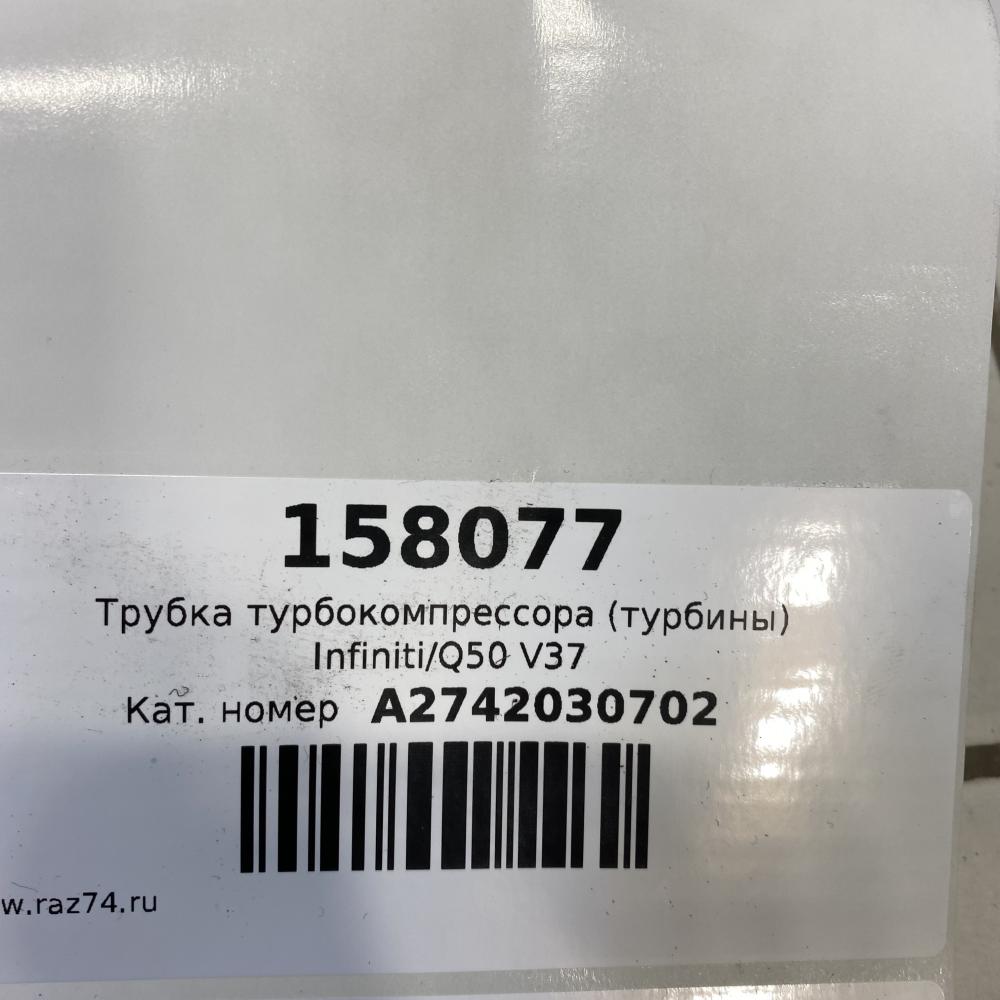 158077
Трубка турбокомпрессора (турбины)
Infiniti/Q50 V37
Кат. номер A2742030702
w.raz74.ru